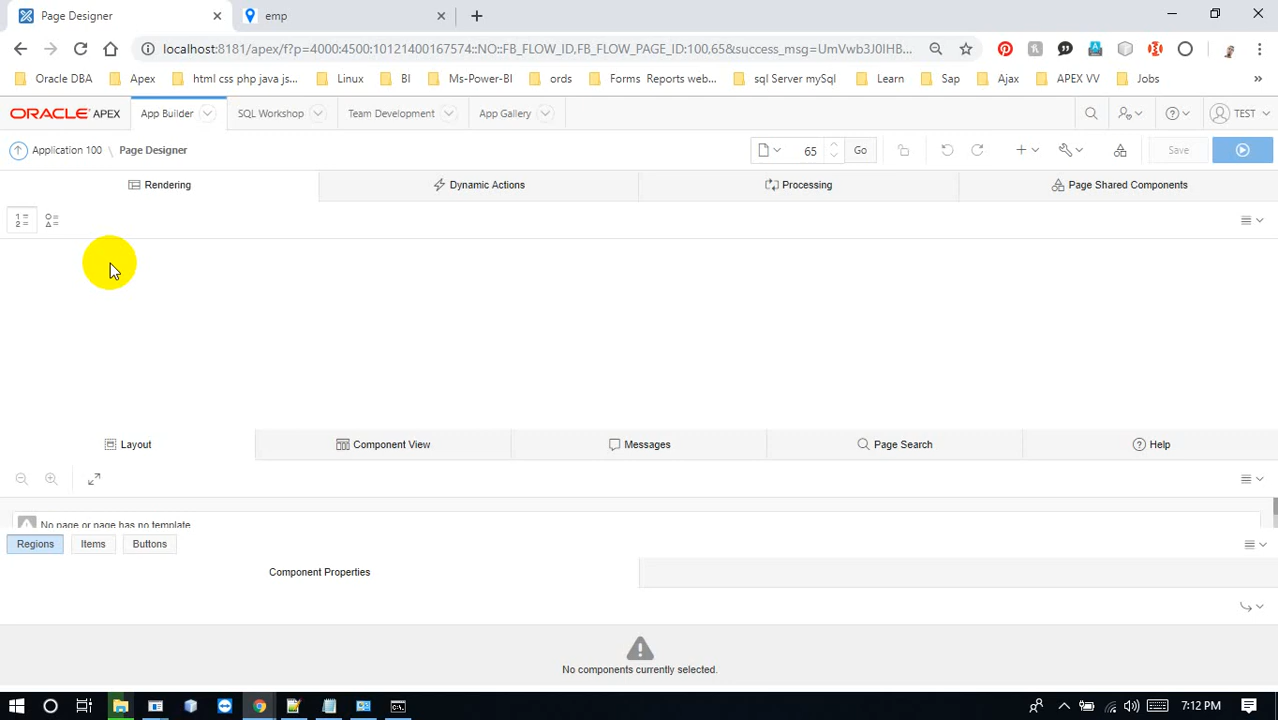 Page Designer
emp
localhost:8181/apex/f?p=4000:4500:10121400167574::NO::FB_FLOW_ID,FB_FLOW_PAGE_ID:100,65&success_msg=UmVwb3J0IHB...
Oracle DBA Apex html css php java js... Linux BI Ms-Power-BI ords Forms Reports web... sql Server mySql Learn Sap Ajax APEX VV Jobs »
ORACLE APEX App Builder SQL Workshop Team Development App Gallery TEST
Application 100 \ Page Designer 65 Go Save
Rendering Dynamic Actions Processing Page Shared Components
Layout Component View Messages Page Search Help
No page or page has no template
Regions Items Buttons
Component Properties
No components currently selected.
7:12 PM